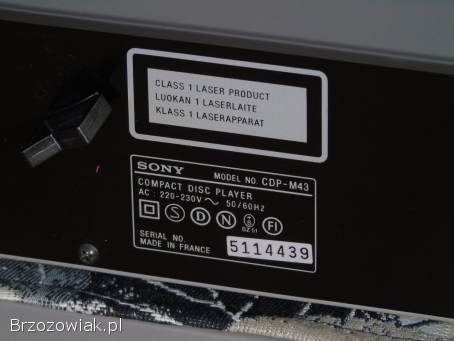 CLASS 1 LASER PRODUCT
LUOKAN 1 LASERLAITE
KLASS 1 LASERAPPARAT
SONY MODEL NO. CDP-M43
COMPACT DISC PLAYER
AC : 220-230V ~ 50/60HZ
S D N FI
SERIAL NO.
MADE IN FRANCE 5114439
Brzozowiak.pl